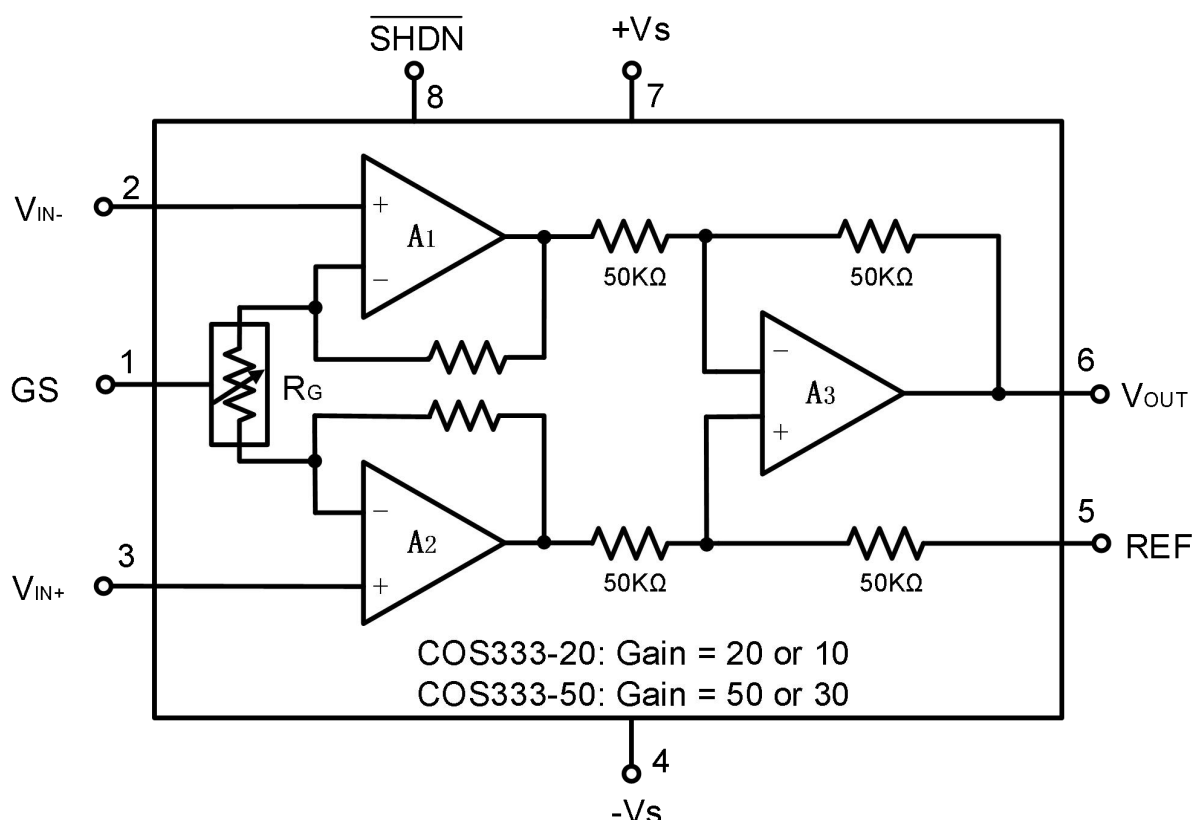 SHDN
+Vs
8
7
2
VIN-
+
A1
−
50KΩ
50KΩ
1
GS
RG
−
A3
+
6
VOUT
−
A2
+
3
VIN+
50KΩ
50KΩ
5
REF
COS333-20: Gain = 20 or 10
COS333-50: Gain = 50 or 30
4
-Vs